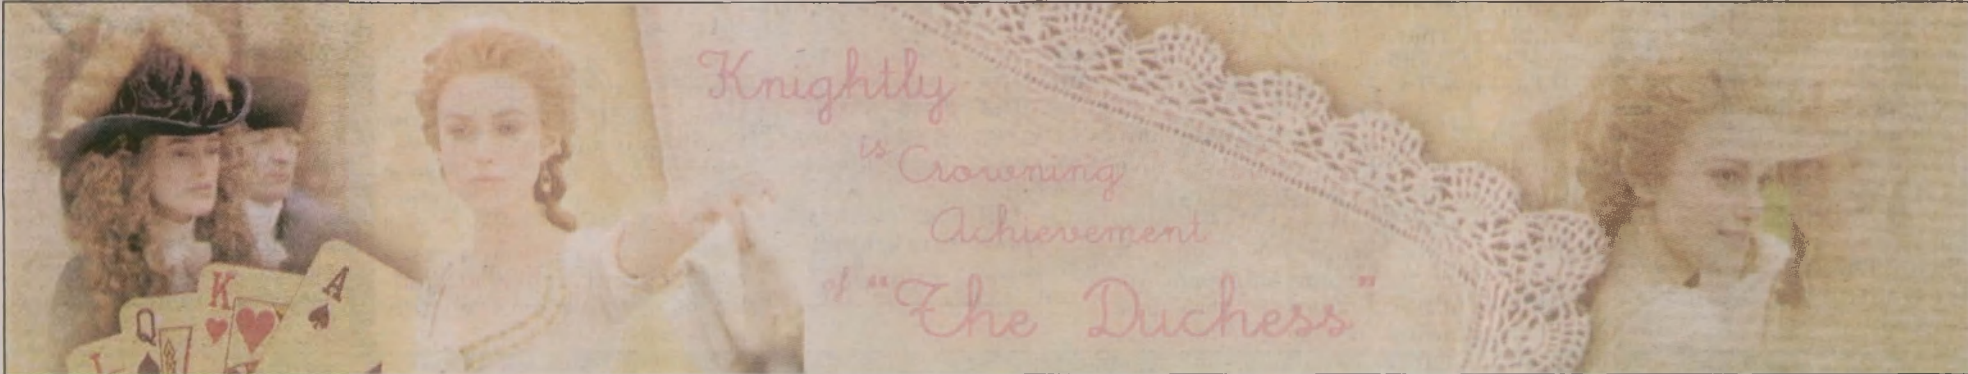 Knightly
is Crowning
Achievement
of "The Duchess"
J
Q
K
A